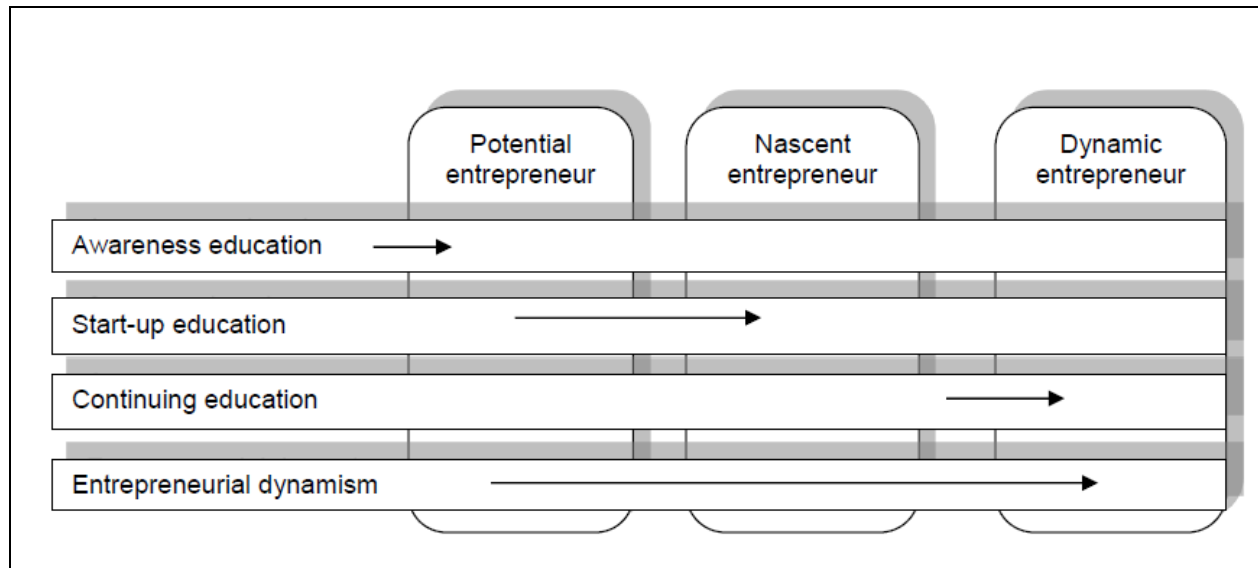 Potential
entrepreneur
Nascent
entrepreneur
Dynamic
entrepreneur
Awareness education
Start-up education
Continuing education
Entrepreneurial dynamism